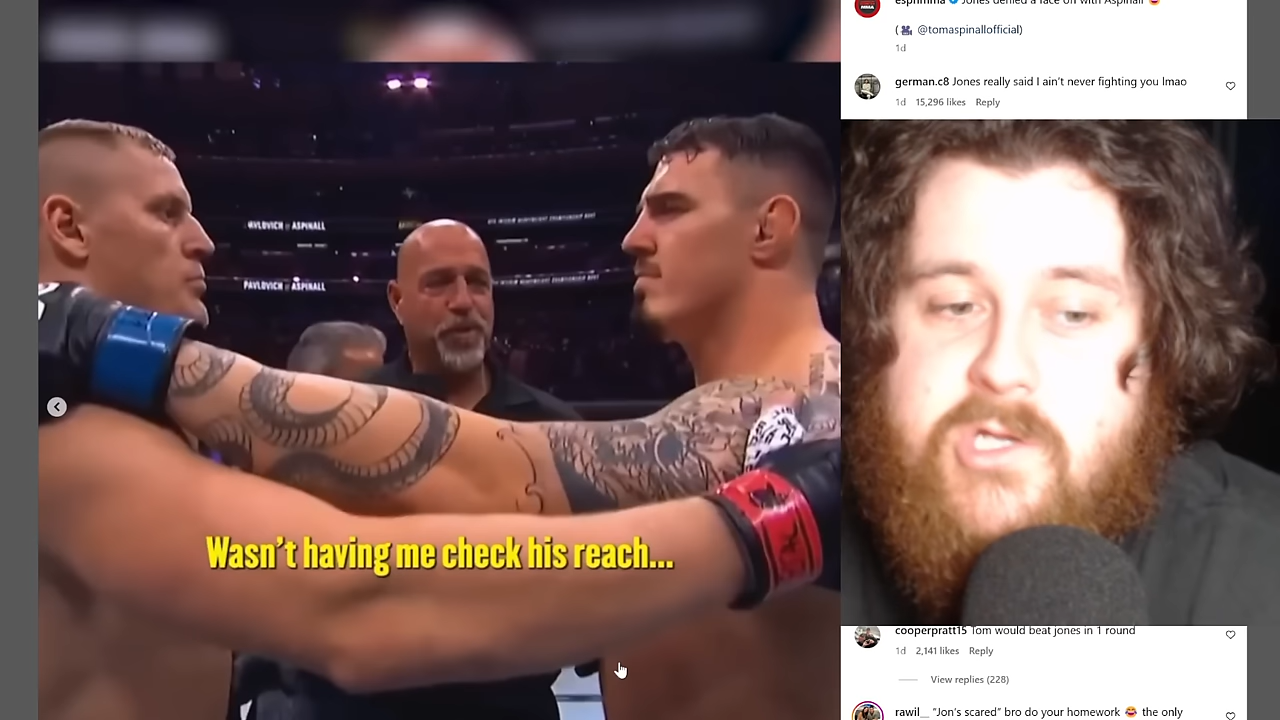 espnmma Jones denied a face off with Aspinall
( @tomaspinallofficial)
1d
german.c8 Jones really said I ain't never fighting you lmao
1d 15,296 likes Reply
PAVLOVICH vs ASPINALL
PAVLOVICH vs ASPINALL
Wasn't having me check his reach...
cooperpratt15 Tom would beat jones in 1 round
1d 2,141 likes Reply
View replies (228)
rawil__ "Jon's scared" bro do your homework 😂 the only